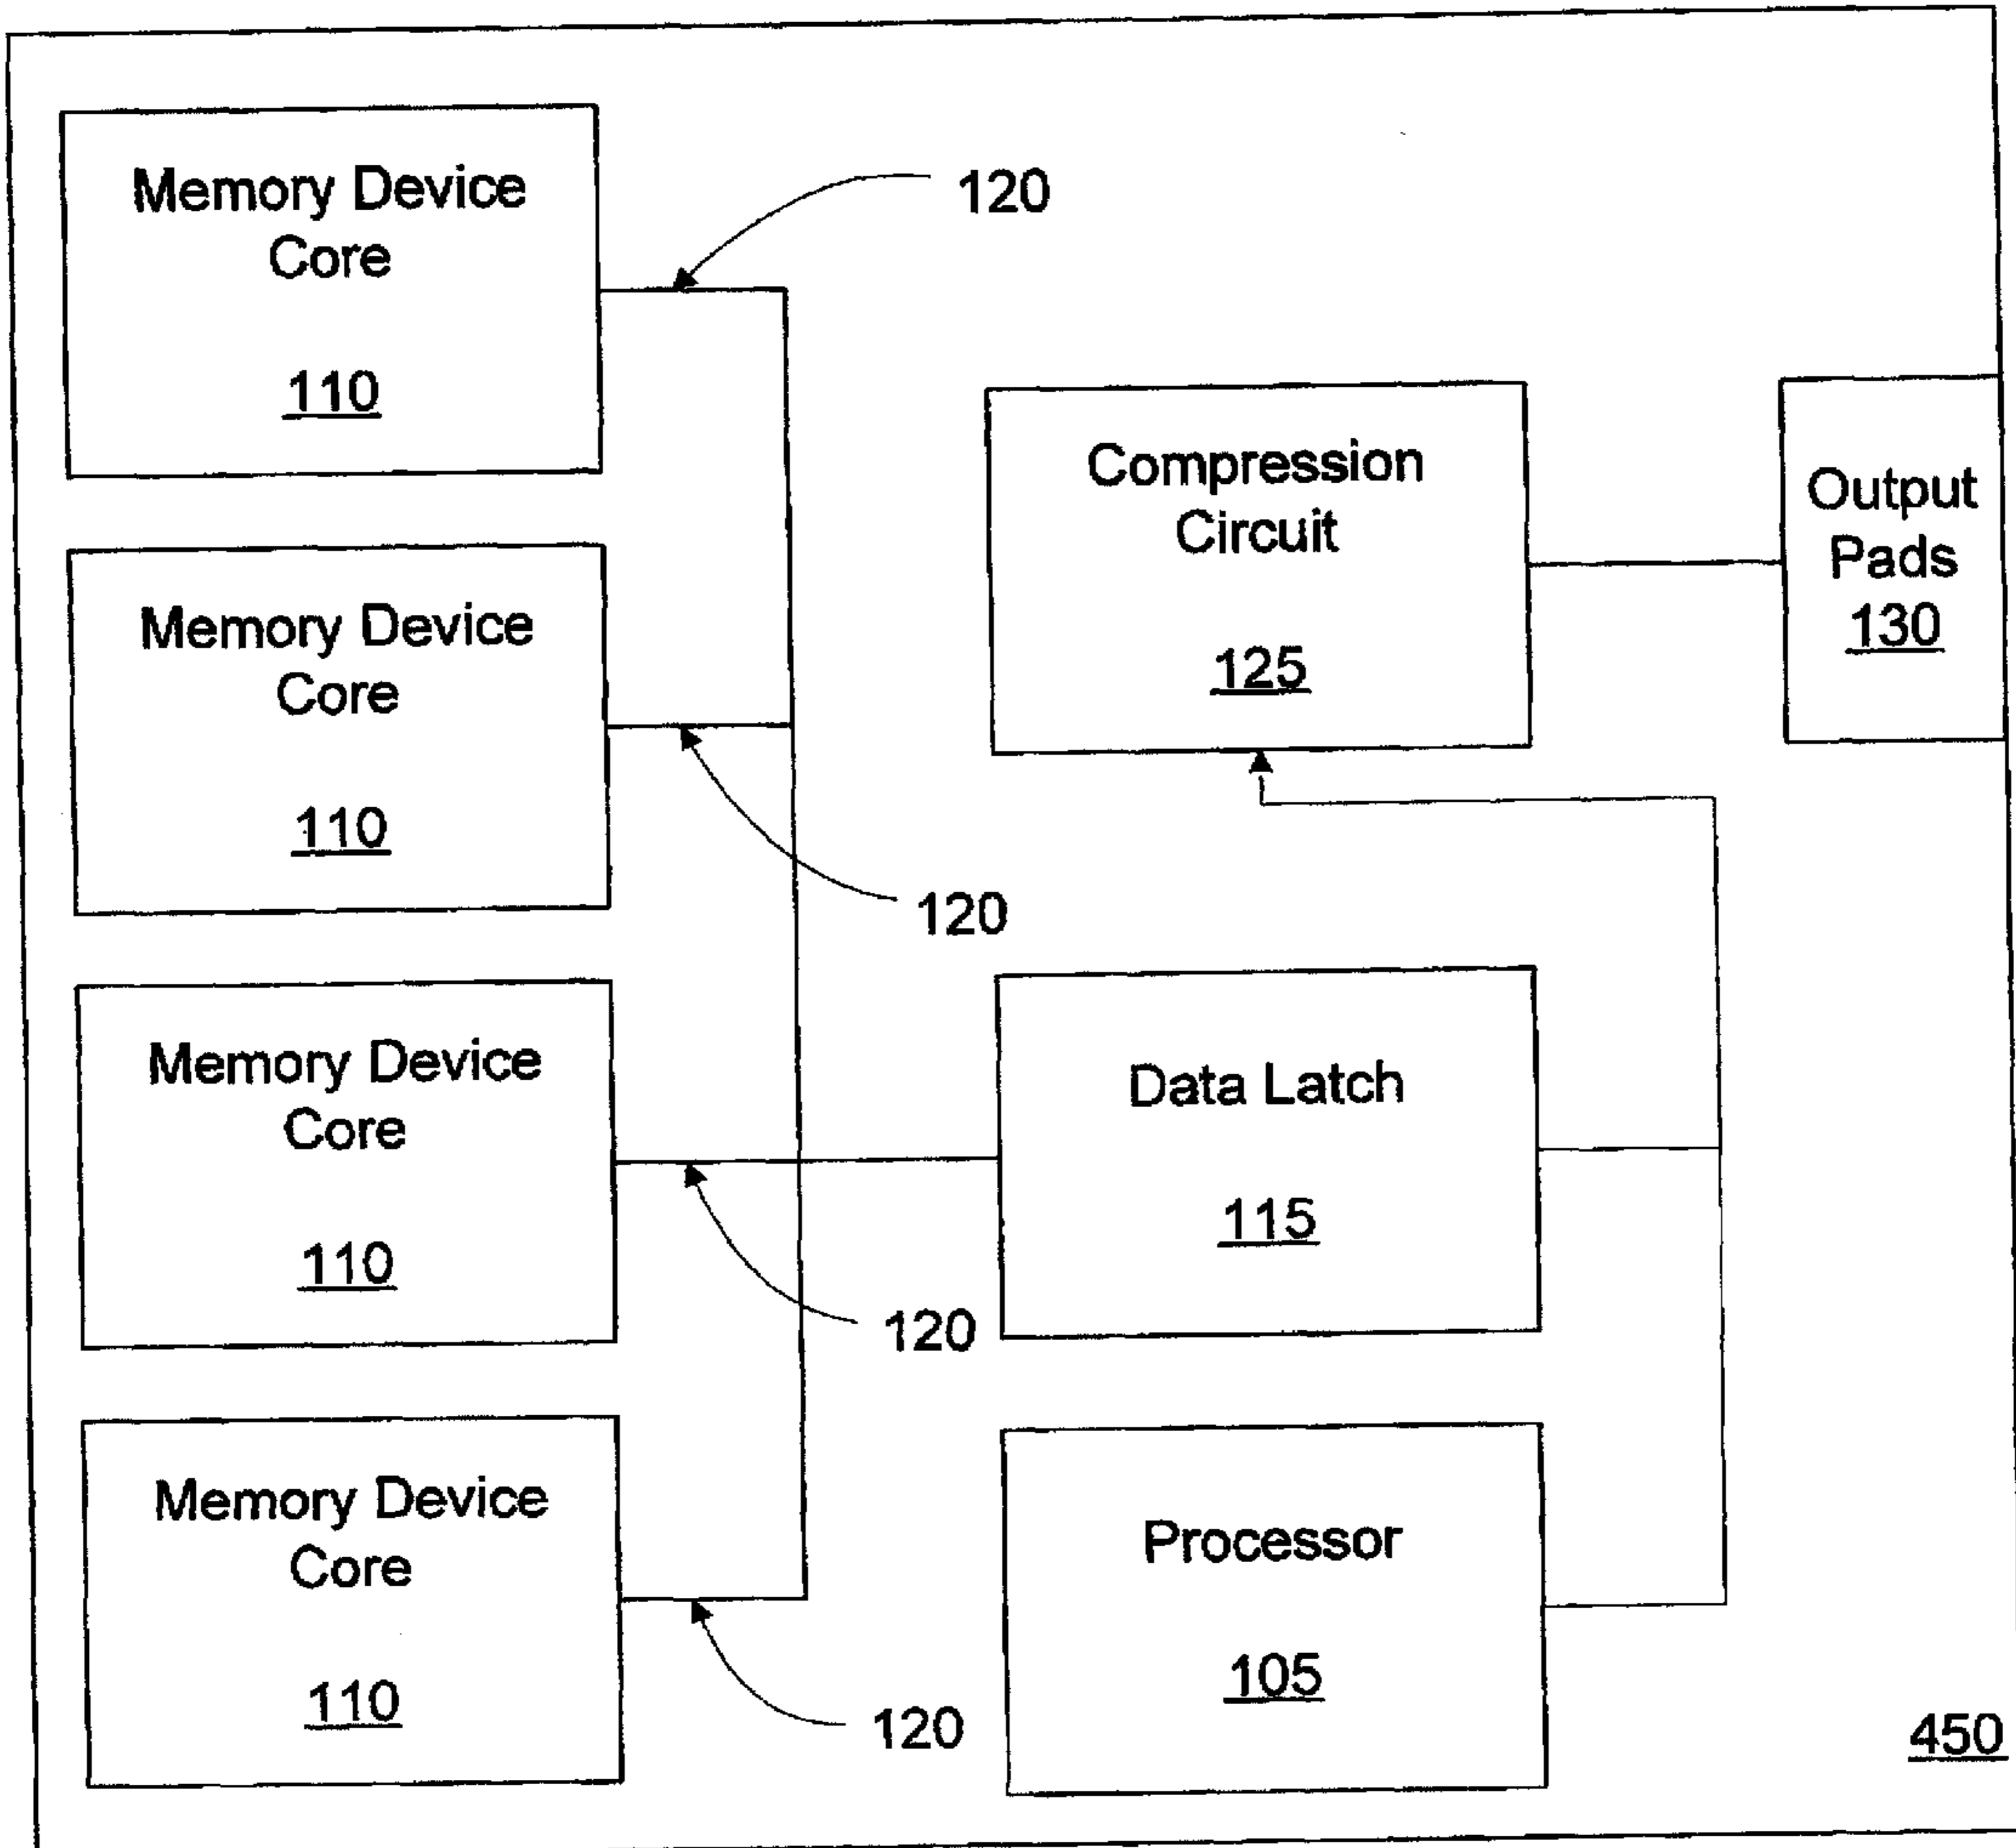 Memory Device
Core
110
120
Memory Device
Core
110
120
Memory Device
Core
110
120
Memory Device
Core
110
120
Compression
Circuit
125
Output
Pads
130
Data Latch
115
Processor
105
450